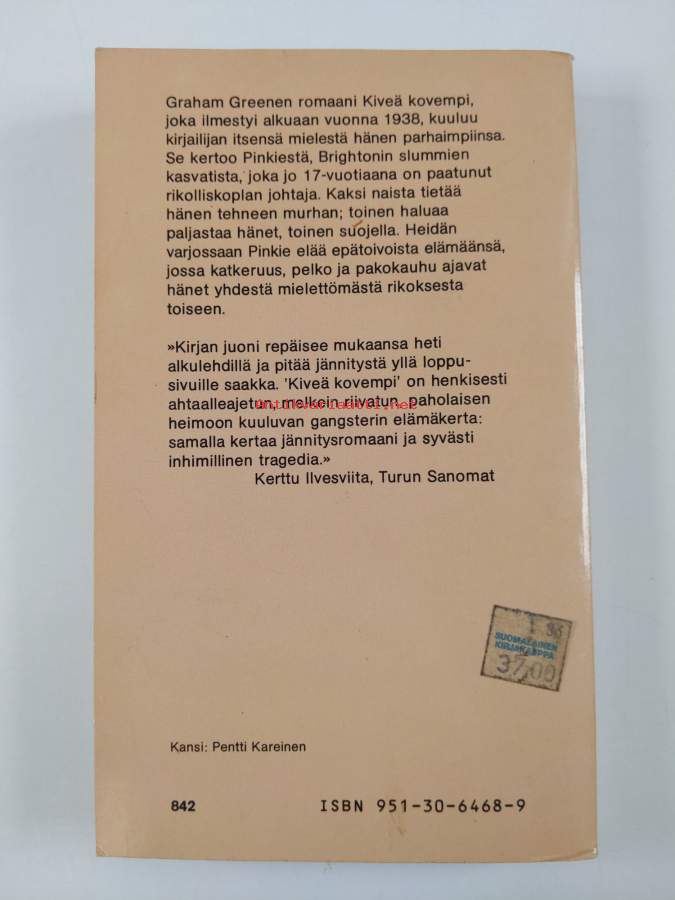 Graham Greenen romaani Kiveä kovempi,
joka ilmestyi alkuaan vuonna 1938, kuuluu
kirjailijan itsensä mielestä hänen parhaimpiinsa.
Se kertoo Pinkiestä, Brightonin slummien
kasvatista, joka jo 17-vuotiaana on paatunut
rikolliskoplan johtaja. Kaksi naista tietää
hänen tehneen murhan; toinen haluaa
paljastaa hänet, toinen suojella. Heidän
varjossaan Pinkie elää epätoivoista elämäänsä,
jossa katkeruus, pelko ja pakokauhu ajavat
hänet yhdestä mielettömästä rikoksesta
toiseen.
»Kirjan juoni repäisee mukaansa heti
alkulehdillä ja pitää jännitystä yllä loppu-
sivuille saakka. 'Kiveä kovempi' on henkisesti
ahtaalleajetun, melkein riivatun, paholaisen
Antikvariaatti.net
heimoon kuuluvan gangsterin elämäkerta:
samalla kertaa jännitysromaani ja syvästi
inhimillinen tragedia.»
Kerttu Ilvesviita, Turun Sanomat
1 86
SUOMALAINEN
KIRJAKAUPPA
37,00
Kansi: Pentti Kareinen
842 ISBN 951-30-6468-9